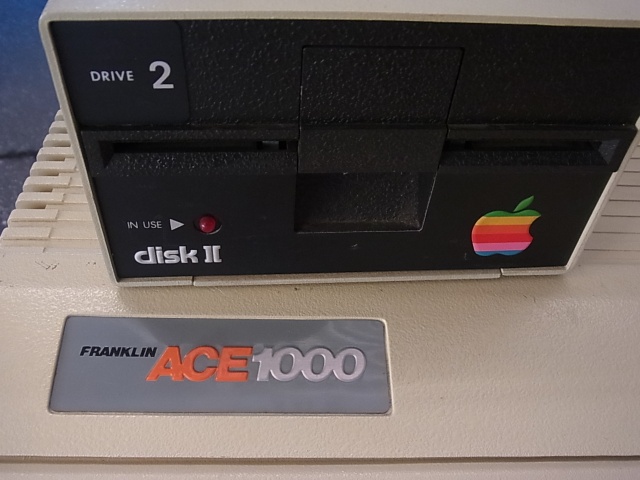 DRIVE 2
IN USE
disk II
FRANKLIN ACE 1000